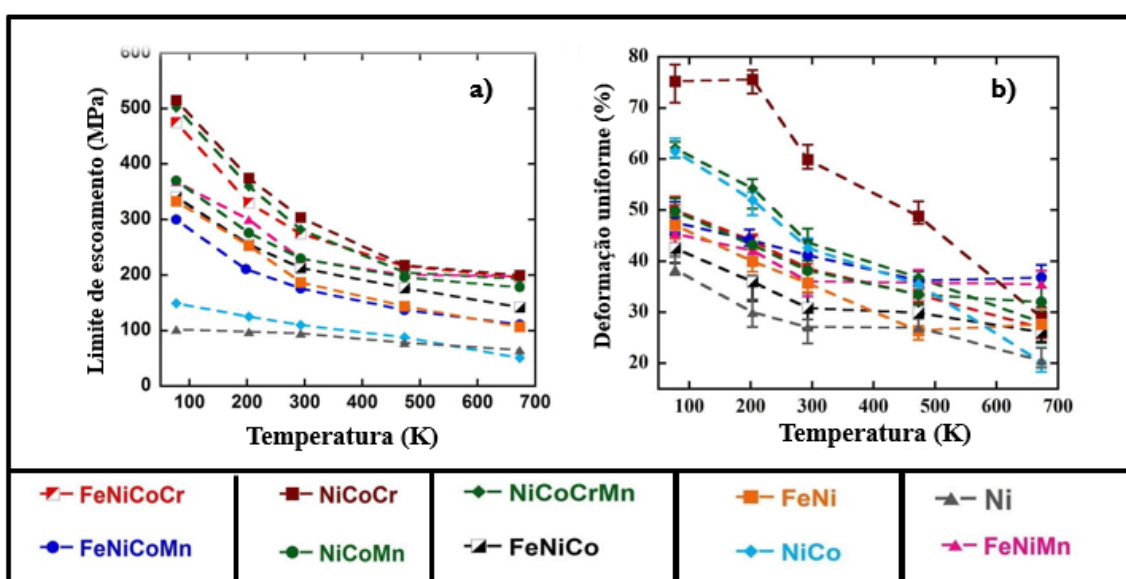 600
500
400
300
200
100
0
100 200 300 400 500 600 700
Limite de escoamento (MPa)
Temperatura (K)
a)
80
70
60
50
40
30
20
100 200 300 400 500 600 700
Deformação uniforme (%)
Temperatura (K)
b)
FeNiCoCr NiCoCr NiCoCrMn FeNi Ni
FeNiCoMn NiCoMn FeNiCo NiCo FeNiMn